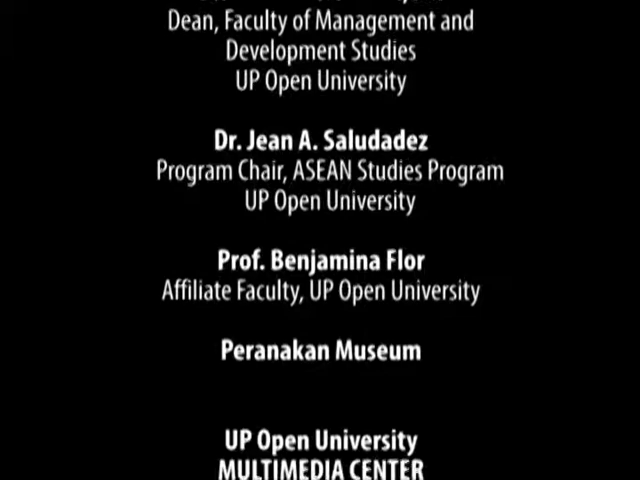 Dean, Faculty of Management and
Development Studies
UP Open University
Dr. Jean A. Saludadez
Program Chair, ASEAN Studies Program
UP Open University
Prof. Benjamina Flor
Affiliate Faculty, UP Open University
Peranakan Museum
UP Open University
MULTIMEDIA CENTER